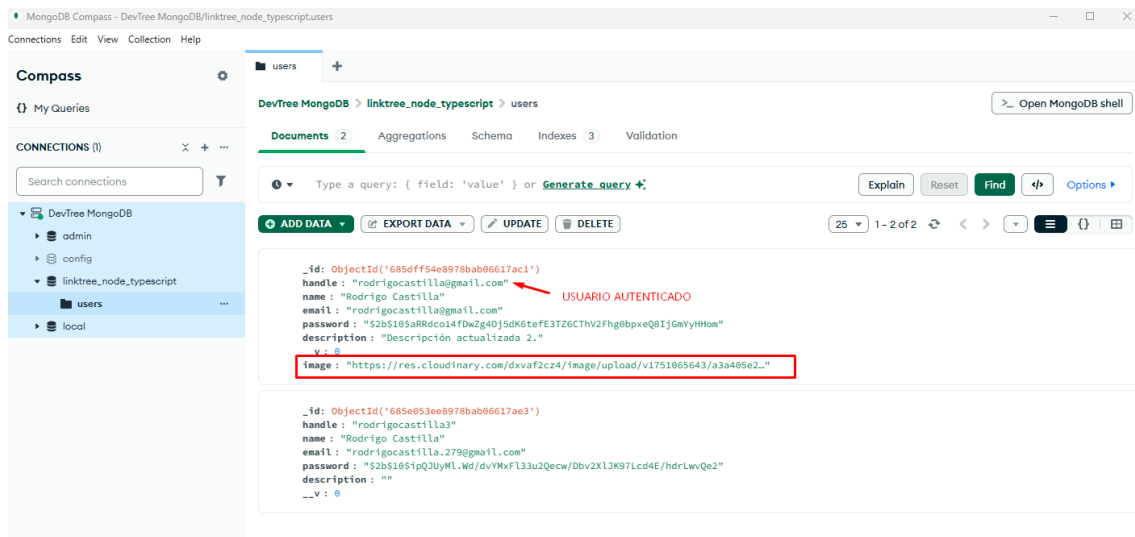 MongoDB Compass - DevTree MongoDB/linktree_node_typescript.users
Connections Edit View Collection Help
Compass
users
{} My Queries
DevTree MongoDB > linktree_node_typescript > users
>_ Open MongoDB shell
Documents 2 Aggregations Schema Indexes 3 Validation
CONNECTIONS (1)
Search connections
Type a query: { field: 'value' } or Generate query
Explain Reset Find </> Options
DevTree MongoDB
ADD DATA EXPORT DATA UPDATE DELETE
25 1 – 2 of 2 {}
admin
config
linktree_node_typescript
users
local
_id: ObjectId('685dff54e8978bab06617ac1')
handle : "rodrigocastilla@gmail.com"
USUARIO AUTENTICADO
name : "Rodrigo Castilla"
email : "rodrigocastilla@gmail.com"
password : "$2b$10$aRRdco14fDwZg4Oj5dK6tefE3TZ6CThV2Fhg0bpxeQ8IjGmYyHHom"
description : "Descripción actualizada 2."
__v : 0
image : "https://res.cloudinary.com/dxvaf2cz4/image/upload/v1751065643/a3a405e2…"
_id: ObjectId('685e053ee8978bab06617ae3')
handle : "rodrigocastilla3"
name : "Rodrigo Castilla"
email : "rodrigocastilla.279@gmail.com"
password : "$2b$10$ipQJUyMl.Wd/dvYMxFl33u2Qecw/Dbv2XlJK97Lcd4E/hdrLwvQe2"
description : ""
__v : 0